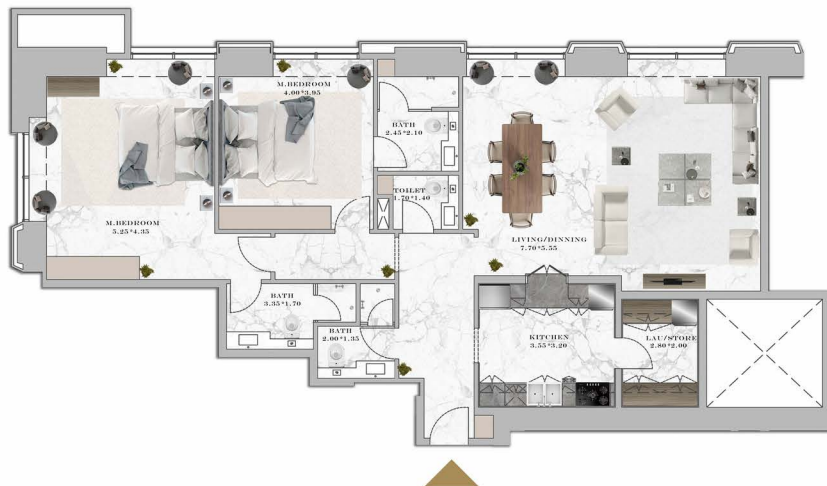 M.BEDROOM
4.00*3.95
BATH
2.45*2.10
TOILET
1.70*1.40
M.BEDROOM
5.25*4.35
LIVING/DINNING
7.70*5.55
BATH
3.35*1.70
BATH
2.00*1.35
KITCHEN
3.55*3.20
LAU/STORE
2.80*2.00